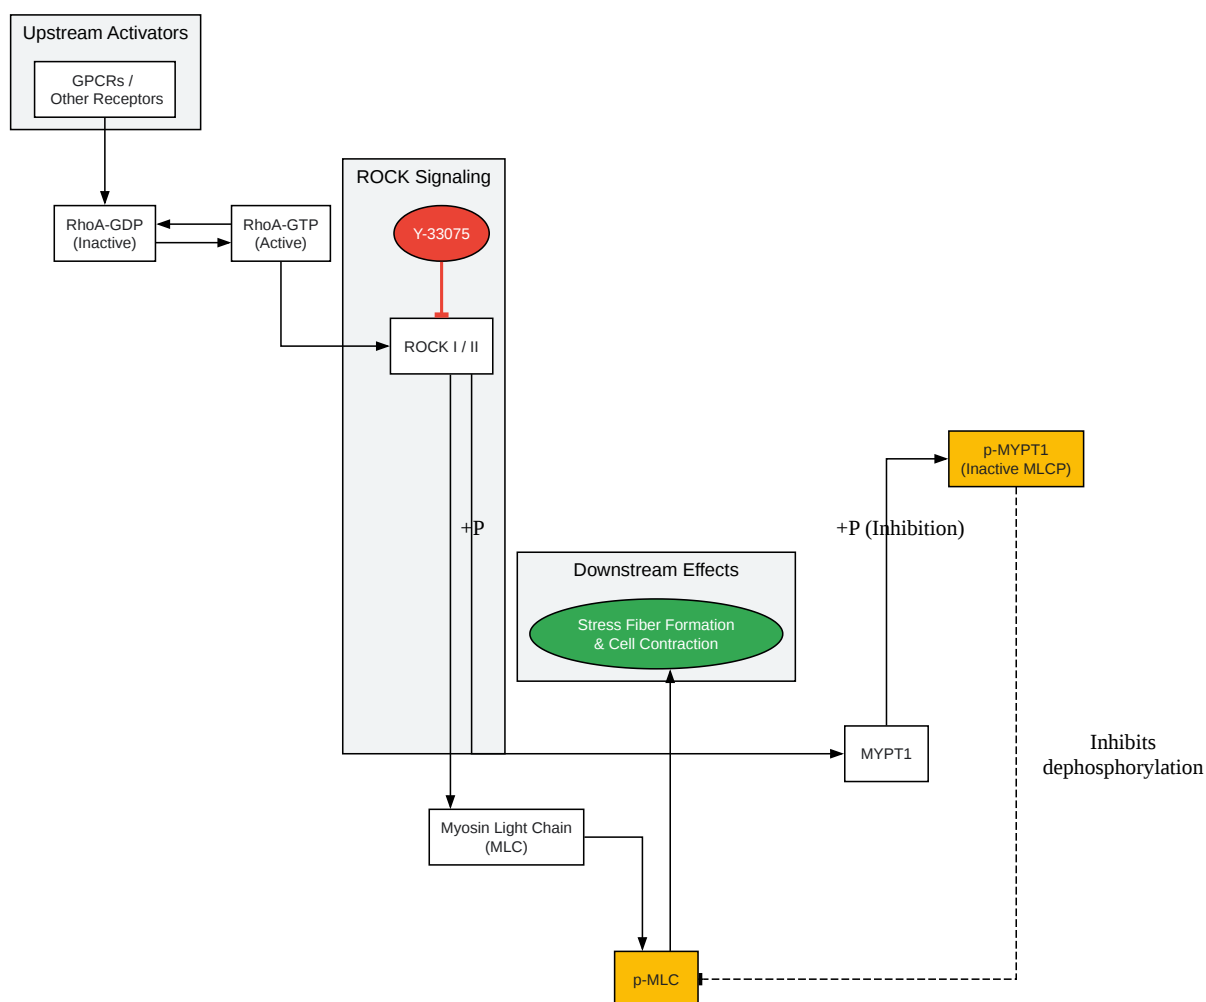 Upstream Activators
GPCRs /
Other Receptors
ROCK Signaling
RhoA-GDP
(Inactive)
RhoA-GTP
(Active)
Y-33075
ROCK I / II
p-MYPT1
(Inactive MLCP)
+P
+P (Inhibition)
Downstream Effects
Stress Fiber Formation
& Cell Contraction
MYPT1
Inhibits
dephosphorylation
Myosin Light Chain
(MLC)
p-MLC